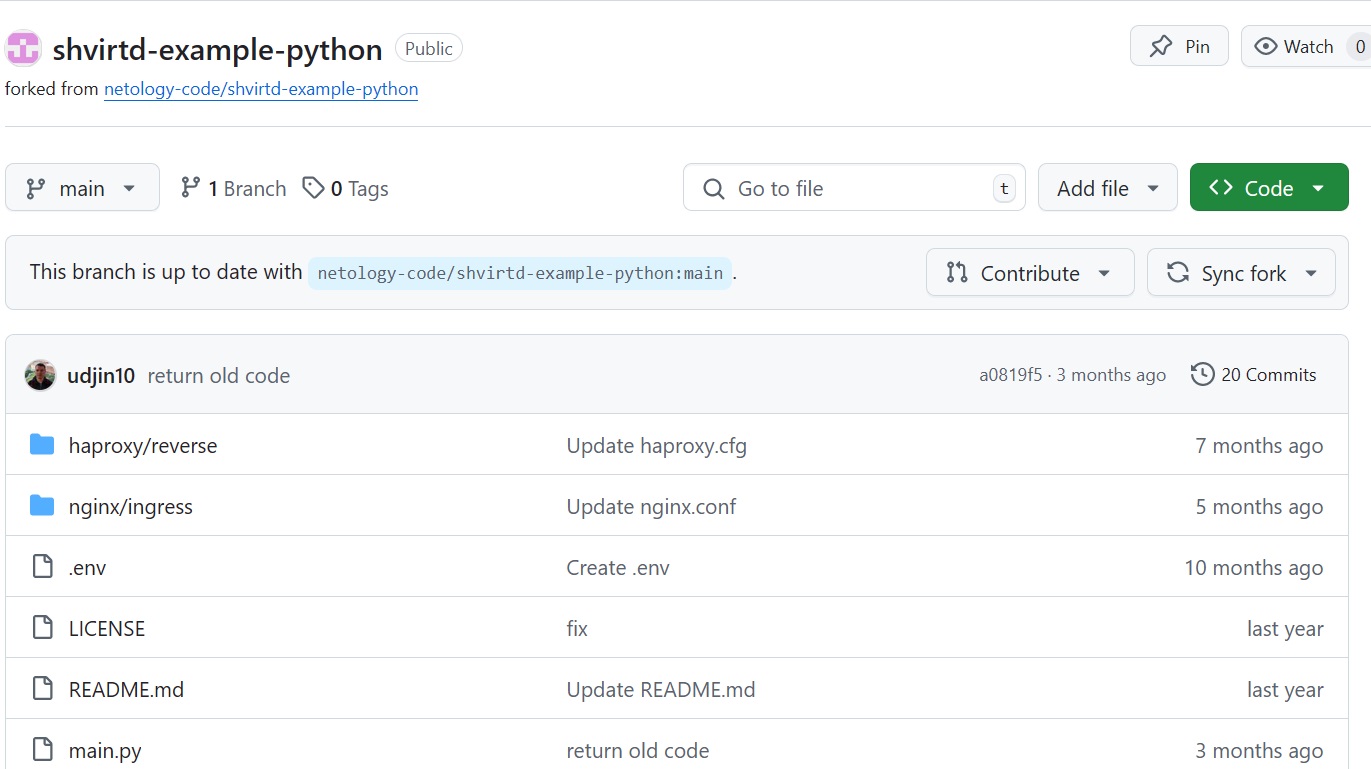 shvirtd-example-python Public Pin Watch 0
forked from netology-code/shvirtd-example-python
main 1 Branch 0 Tags Go to file t Add file Code
This branch is up to date with netology-code/shvirtd-example-python:main. Contribute Sync fork
udjin10 return old code a0819f5 · 3 months ago 20 Commits
haproxy/reverse Update haproxy.cfg 7 months ago
nginx/ingress Update nginx.conf 5 months ago
.env Create .env 10 months ago
LICENSE fix last year
README.md Update README.md last year
main.py return old code 3 months ago